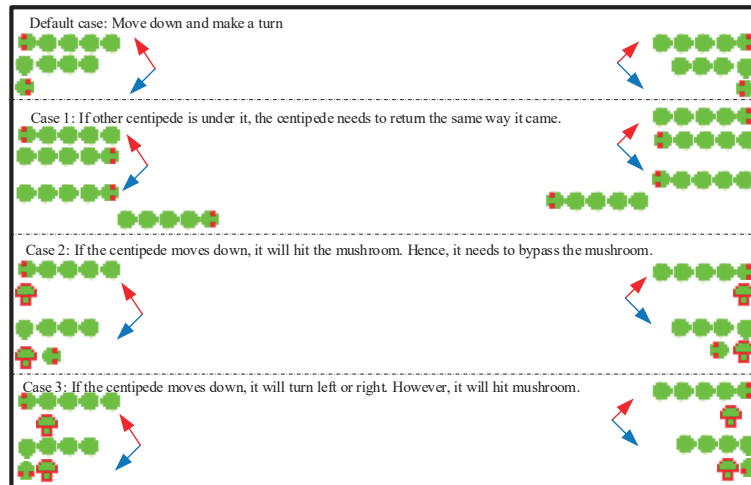 Default case: Move down and make a turn
Case 1: If other centipede is under it, the centipede needs to return the same way it came.
Case 2: If the centipede moves down, it will hit the mushroom. Hence, it needs to bypass the mushroom.
Case 3: If the centipede moves down, it will turn left or right. However, it will hit mushroom.